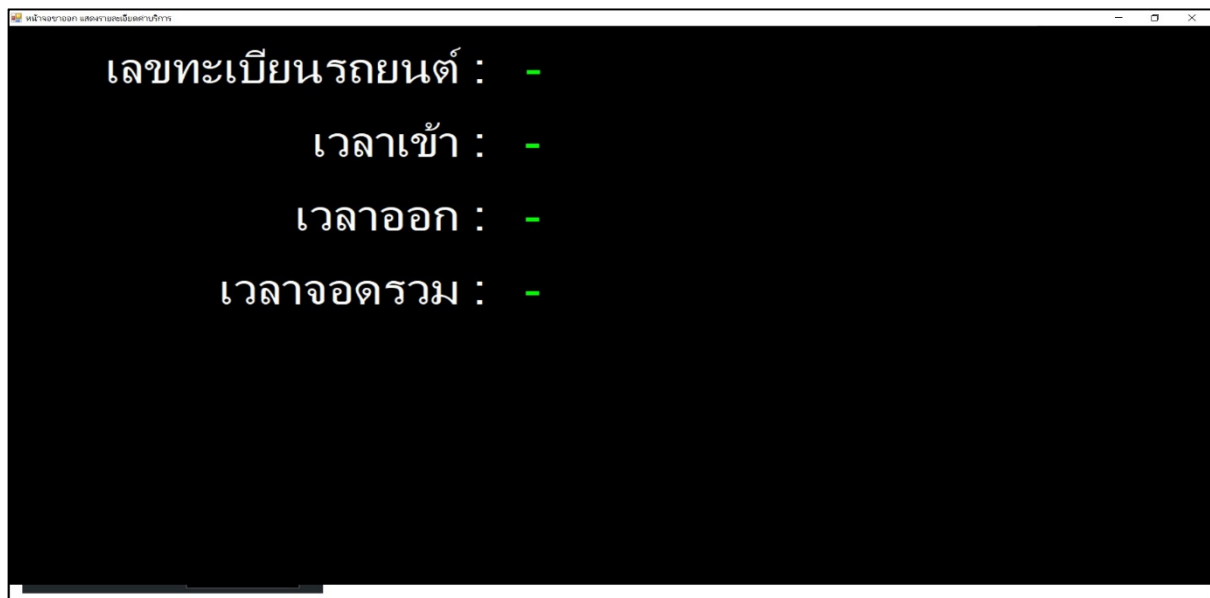 หน้าจอขาออก แสดงรายละเอียดค่าบริการ
เลขทะเบียนรถยนต์ : -
เวลาเข้า : -
เวลาออก : -
เวลาจอดรวม : -